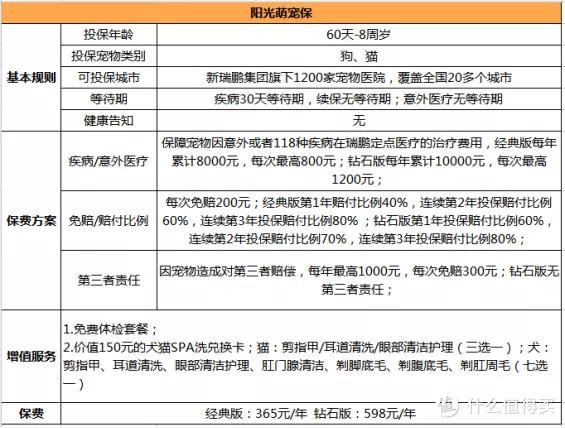 阳光萌宠保
投保年龄
60天-8周岁
投保宠物类别
狗、猫
基本规则
可投保城市
新瑞鹏集团旗下1200家宠物医院，覆盖全国20多个城市
等待期
疾病30天等待期，续保无等待期；意外医疗无等待期
健康告知
无
保费方案
疾病/意外医疗
保障宠物因意外或者118种疾病在瑞鹏定点医疗的治疗费用，经典版每年
累计8000元，每次最高800元；钻石版每年累计10000元，每次最高
1200元；
免赔/赔付比例
每次免赔200元；经典版第1年赔付比例40%，连续第2年投保赔付比例
60%，连续第3年投保赔付比例80% ；钻石版第1年投保赔付比例60%，
连续第2年投保赔付比例70%，连续第3年投保赔付比例80%；
第三者责任
因宠物造成对第三者赔偿，每年最高1000元，每次免赔300元；钻石版无
第三者责任；
增值服务
1.免费体检套餐；
2.价值150元的犬猫SPA洗兑换卡；猫：剪指甲/耳道清洗/眼部清洁护理（三选一）；犬：
剪指甲、耳道清洗、眼部清洁护理、肛门腺清洁、剃脚底毛、剃腹底毛、剃肛周毛（七选
一）
保费
经典版：365元/年 钻石版：598元/年
值 什么值得买